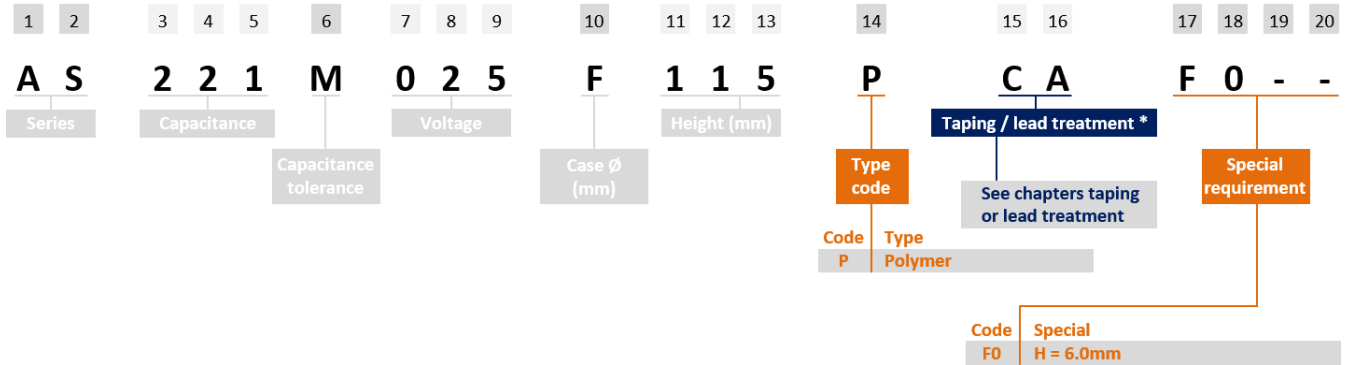 1 2 3 4 5 6 7 8 9 10 11 12 13 14 15 16 17 18 19 20
A S 2 2 1 M 0 2 5 F 1 1 5 P C A F 0 - -
Series Capacitance Voltage Height (mm) Taping / lead treatment *
Capacitance
tolerance
Case Ø
(mm)
Type
code
See chapters taping
or lead treatment
Special
requirement
Code Type
P Polymer
Code Special
F0 H = 6.0mm